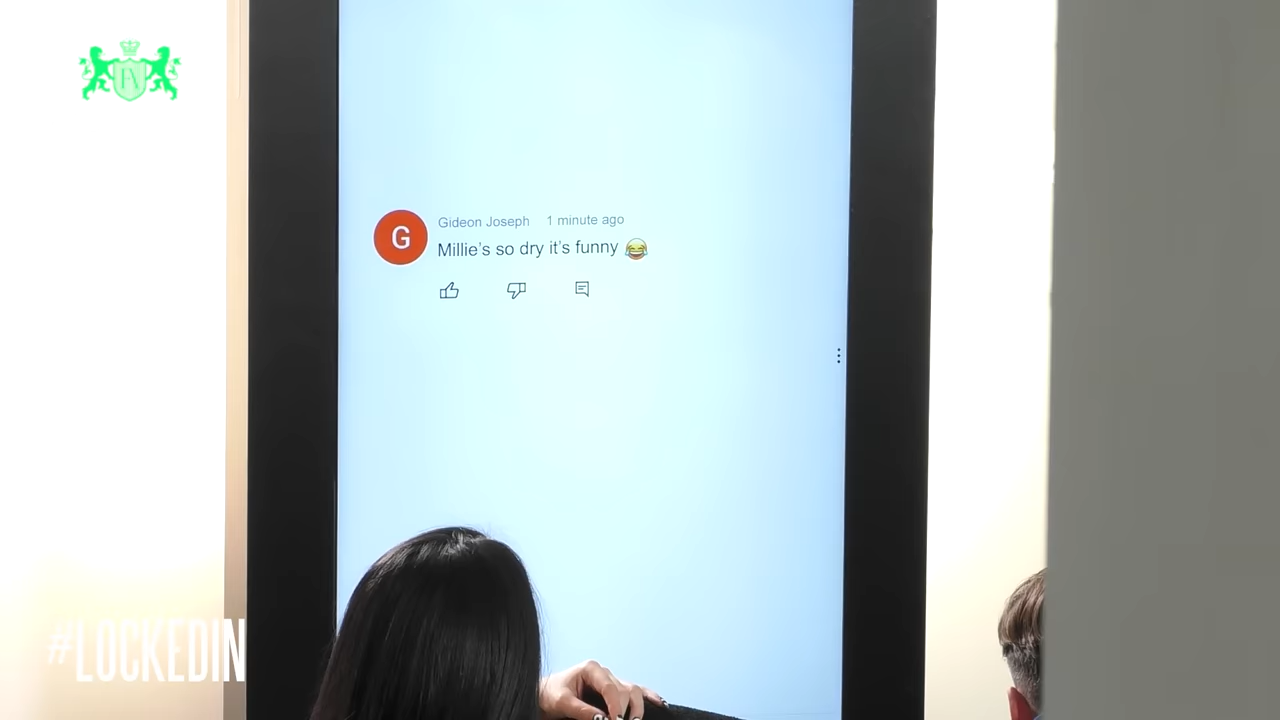 Gideon Joseph 1 minute ago
G
Millie's so dry it's funny 😂
#LOCKEDIN